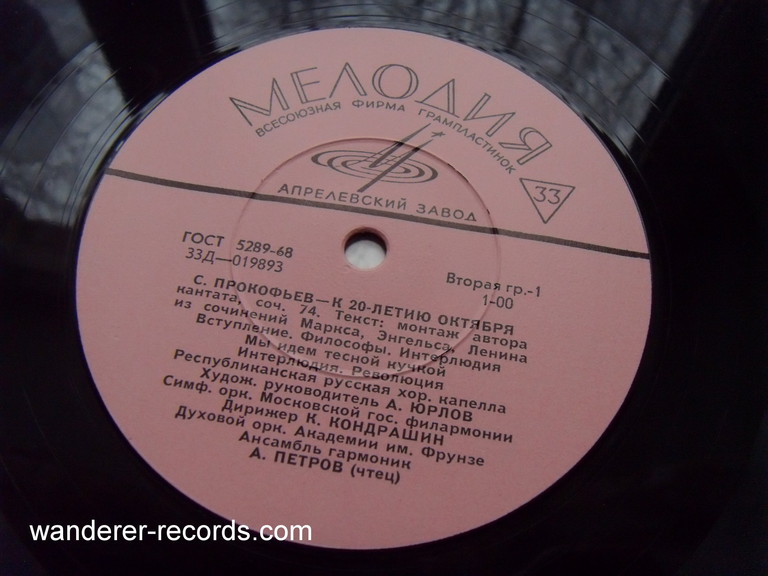 МЕЛОДИЯ
ВСЕСОЮЗНАЯ ФИРМА ГРАМПЛАСТИНОК
33
АПРЕЛЕВСКИЙ ЗАВОД
ГОСТ 5289-68
33Д—019893
Вторая гр.-1
1-00
С. ПРОКОФЬЕВ—К 20-ЛЕТИЮ ОКТЯБРЯ
кантата, соч. 74. Текст: монтаж автора
из сочинений Маркса, Энгельса, Ленина
Вступление. Философы. Интерлюдия
Мы идем тесной кучкой
Интерлюдия. Революция
Республиканская русская хор. капелла
Худож. руководитель А. ЮРЛОВ
Симф. орк. Московской гос. филармонии
Дирижер К. КОНДРАШИН
Духовой орк. Академии им. Фрунзе
Ансамбль гармоник
А. ПЕТРОВ (чтец)
wanderer-records.com